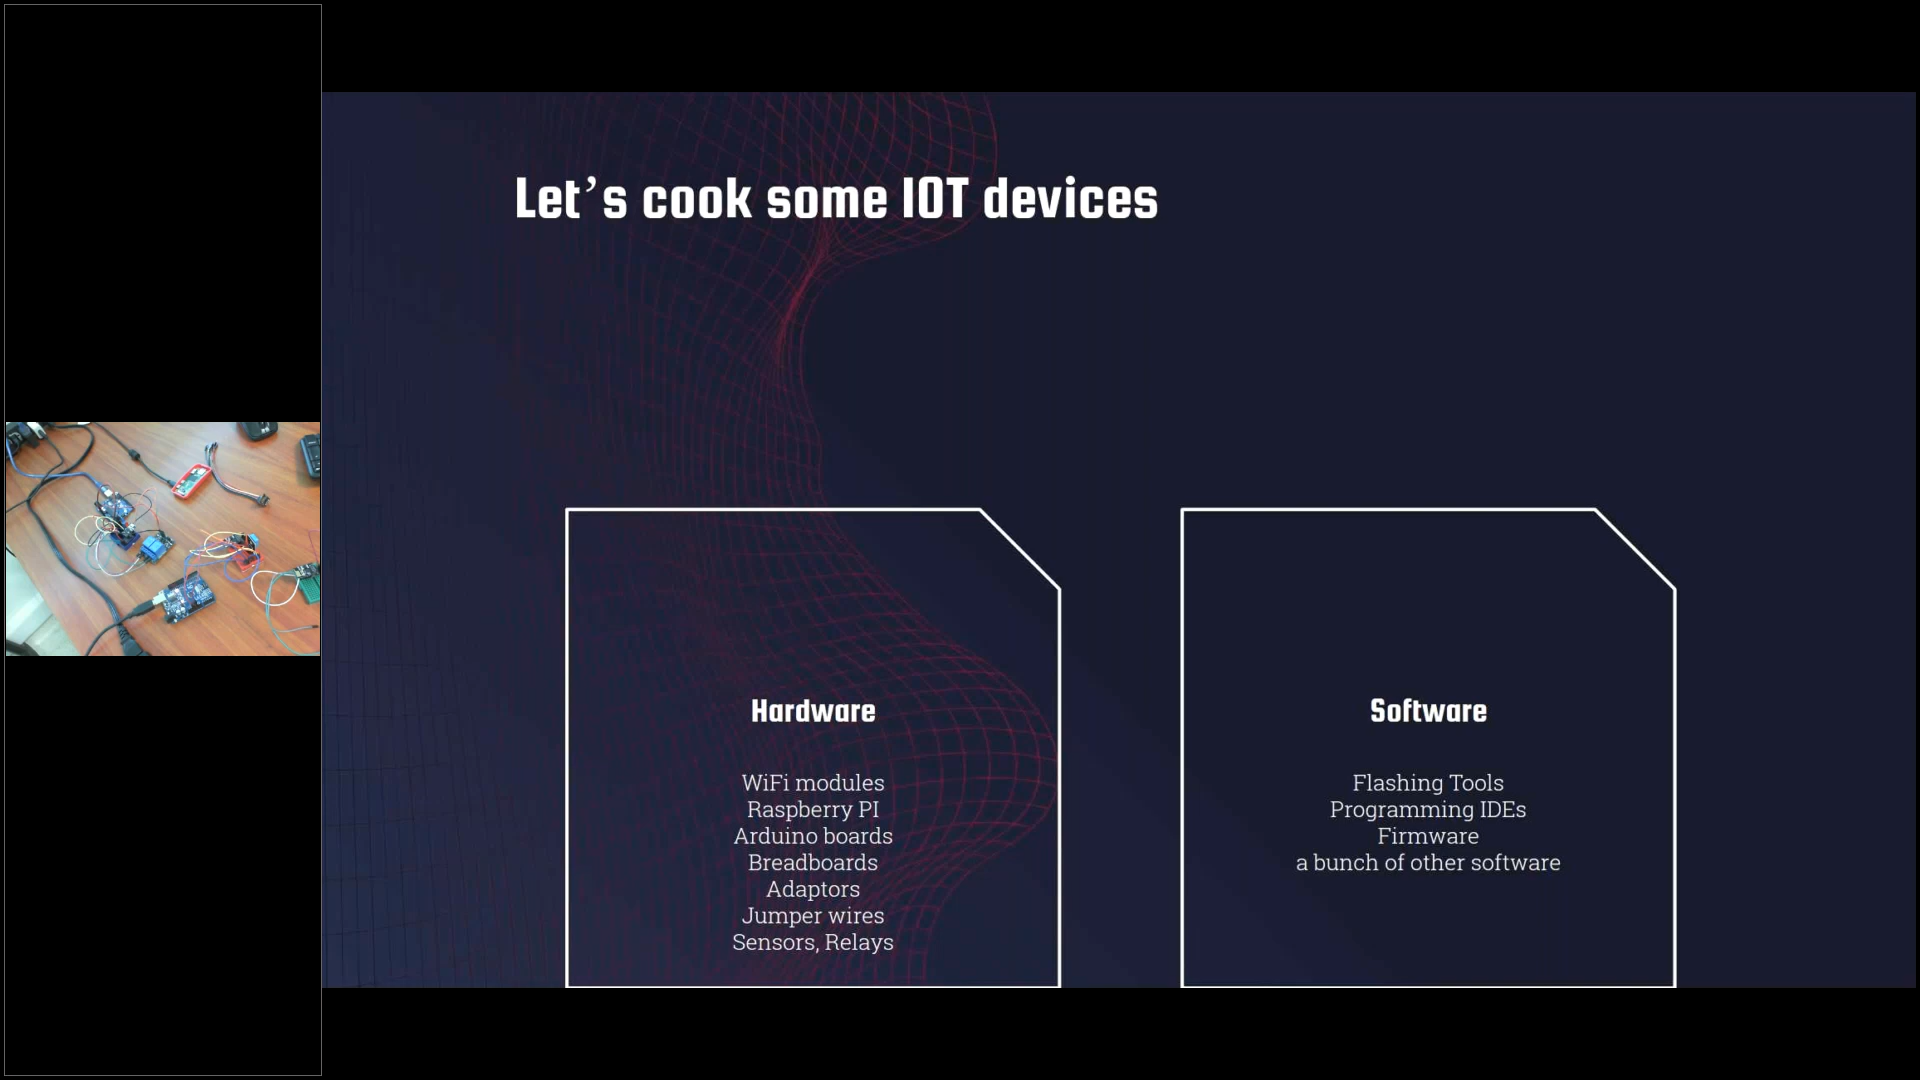 Let’s cook some IOT devices
Hardware
WiFi modules
Raspberry PI
Arduino boards
Breadboards
Adaptors
Jumper wires
Sensors, Relays
Software
Flashing Tools
Programming IDEs
Firmware
a bunch of other software